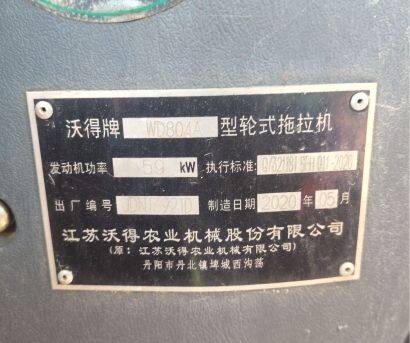 沃得牌 WD804A 型轮式拖拉机
发动机功率 59 kW 执行标准:
出厂编号 制造日期 2020 年 05 月
江苏沃得农业机械股份有限公司
(原:江苏沃得农业机械有限公司)
丹阳市丹北镇埤城西沟荡